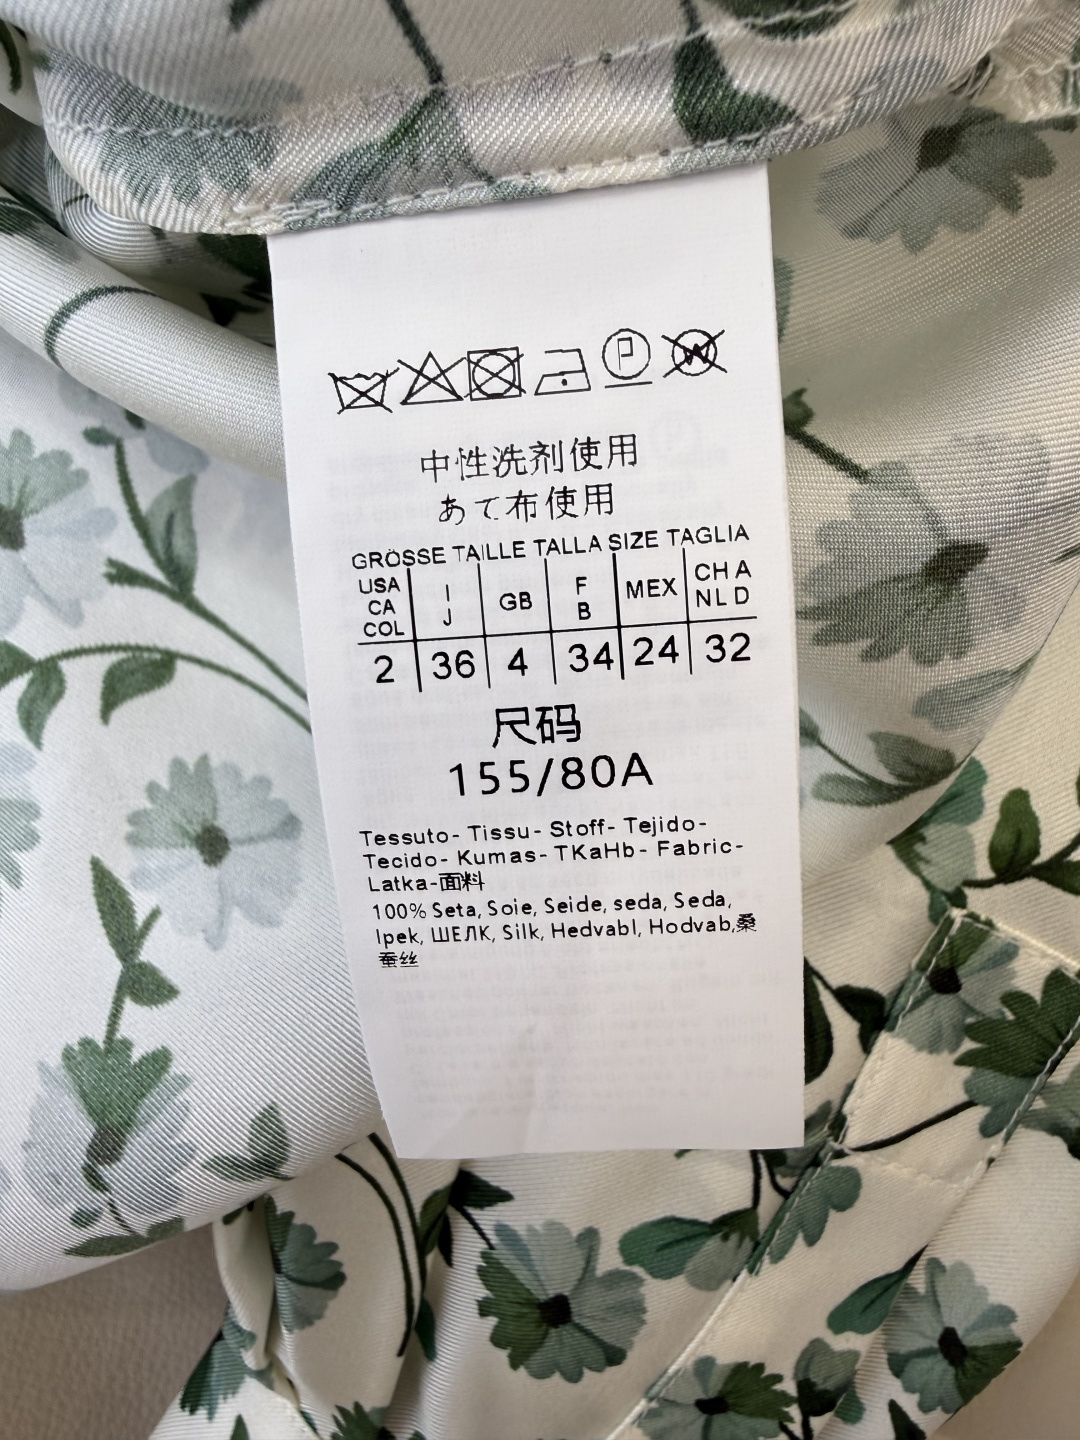 P W
中性洗剤使用
あて布使用
GRÖSSE TAILLE TALLA SIZE TAGLIA
USA CA COL I J GB F B MEX CH A NL D
2 36 4 34 24 32
尺码
155/80A
Tessuto- Tissu- Stoff- Tejido-
Tecido- Kumas- TKaHb- Fabric-
Latka-面料
100% Seta, Soie, Seide, seda, Seda,
Ipek, ШЕЛК, Silk, Hedvabl, Hodvab,桑
蚕丝